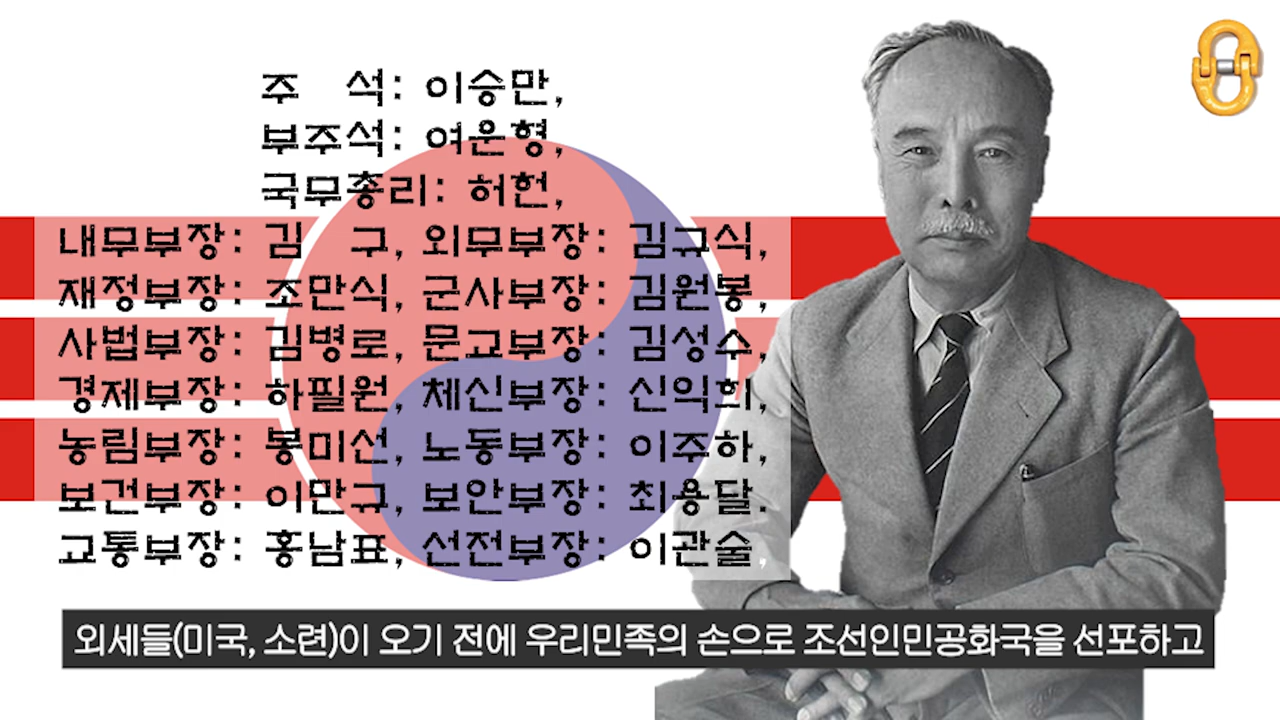 주 석: 이승만,
부주석: 여운형,
국무총리: 허헌,
내무부장: 김 구, 외무부장: 김규식,
재정부장: 조만식, 군사부장: 김원봉,
사법부장: 김병로, 문교부장: 김성수,
경제부장: 하필원, 체신부장: 신익희,
농림부장: 봉미선, 노동부장: 이주하,
보건부장: 이만규, 보안부장: 최용달.
교통부장: 홍남표, 선전부장: 이관술,
외세들(미국, 소련)이 오기 전에 우리민족의 손으로 조선인민공화국을 선포하고